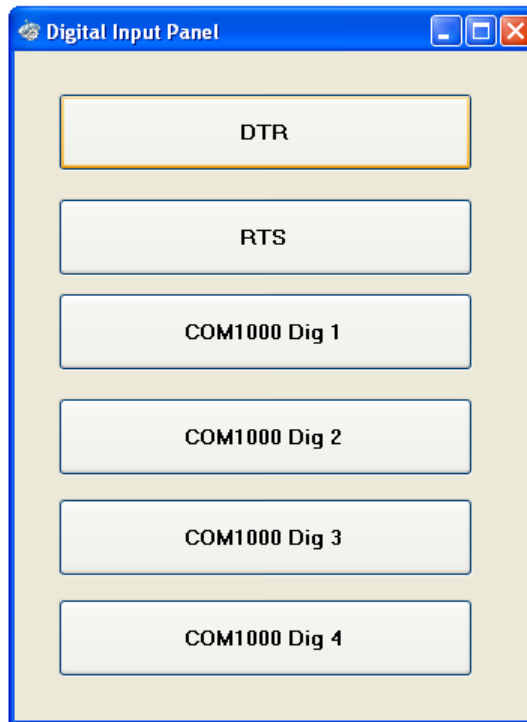 Digital Input Panel
DTR
RTS
COM1000 Dig 1
COM1000 Dig 2
COM1000 Dig 3
COM1000 Dig 4